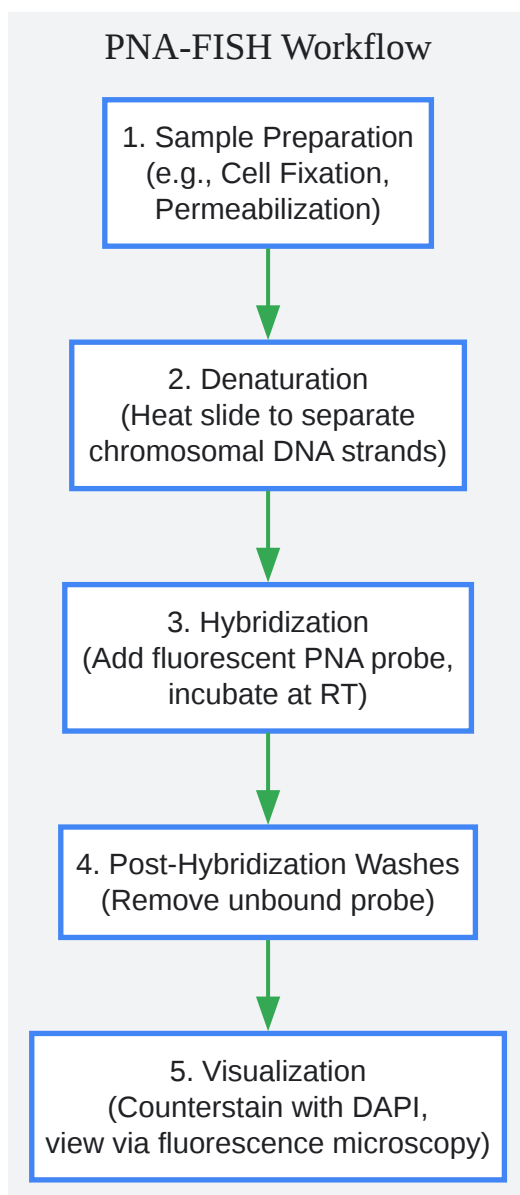 PNA-FISH Workflow
1. Sample Preparation
(e.g., Cell Fixation,
Permeabilization)
2. Denaturation
(Heat slide to separate
chromosomal DNA strands)
3. Hybridization
(Add fluorescent PNA probe,
incubate at RT)
4. Post-Hybridization Washes
(Remove unbound probe)
5. Visualization
(Counterstain with DAPI,
view via fluorescence microscopy)